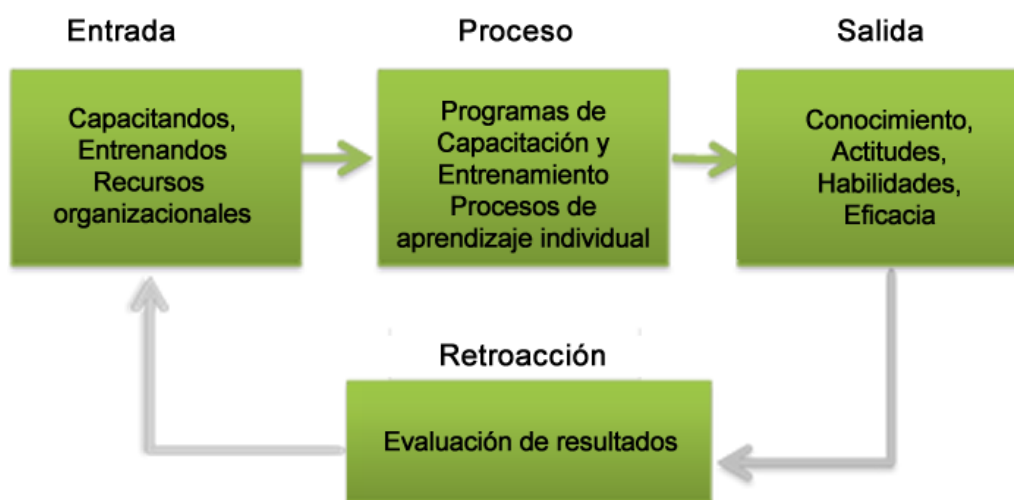 Entrada
Capacitandos,
Entrenandos
Recursos
organizacionales
Proceso
Programas de
Capacitación y
Entrenamiento
Procesos de
aprendizaje individual
Salida
Conocimiento,
Actitudes,
Habilidades,
Eficacia
Retroacción
Evaluación de resultados